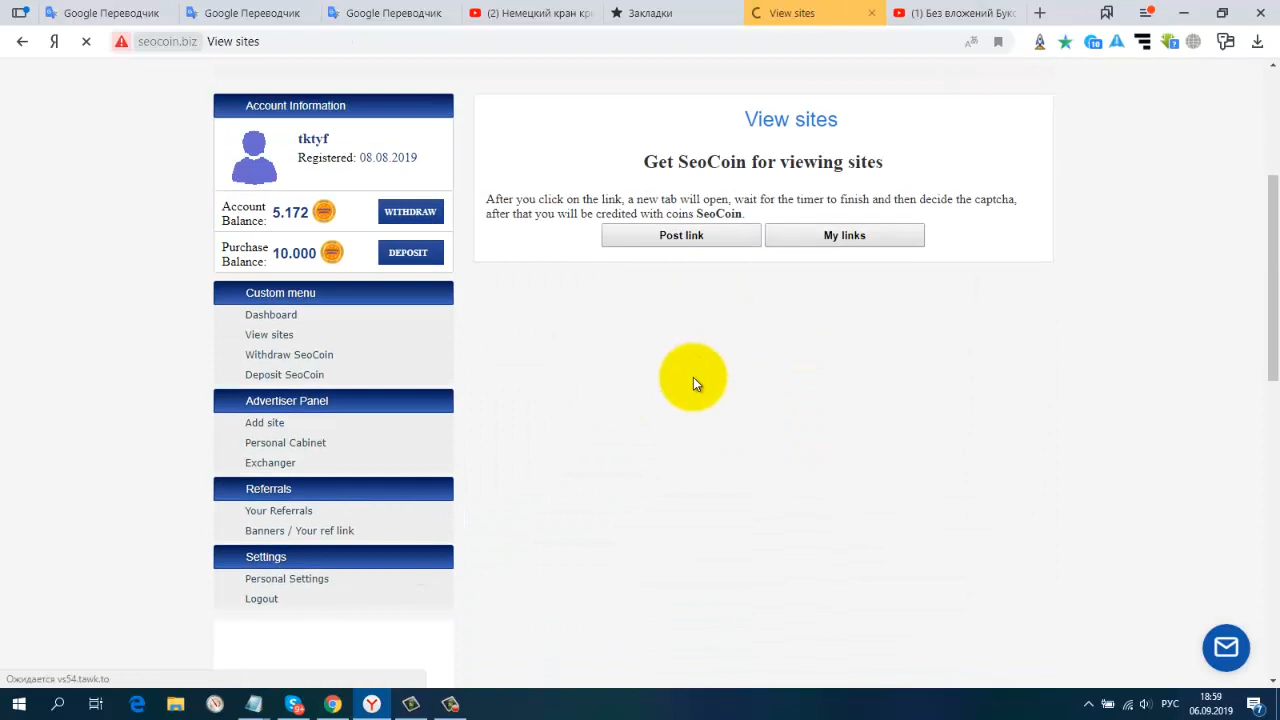 Google Переводчик
Google Переводчик
Google Переводчик
(2) Немецкий кран кр
Закладки
View sites
(1) Без вложений Букс
Я
seocoin.biz
View sites
10
?
Account Information
tktyf
Registered: 08.08.2019
Account
Balance:
5.172
WITHDRAW
Purchase
Balance:
10.000
DEPOSIT
Custom menu
Dashboard
View sites
Withdraw SeoCoin
Deposit SeoCoin
Advertiser Panel
Add site
Personal Cabinet
Exchanger
Referrals
Your Referrals
Banners / Your ref link
Settings
Personal Settings
Logout
View sites
Get SeoCoin for viewing sites
After you click on the link, a new tab will open, wait for the timer to finish and then decide the captcha,
after that you will be credited with coins SeoCoin.
Post link
My links
Ожидается vs54.tawk.to
9+
Y
РУС
18:59
06.09.2019
7